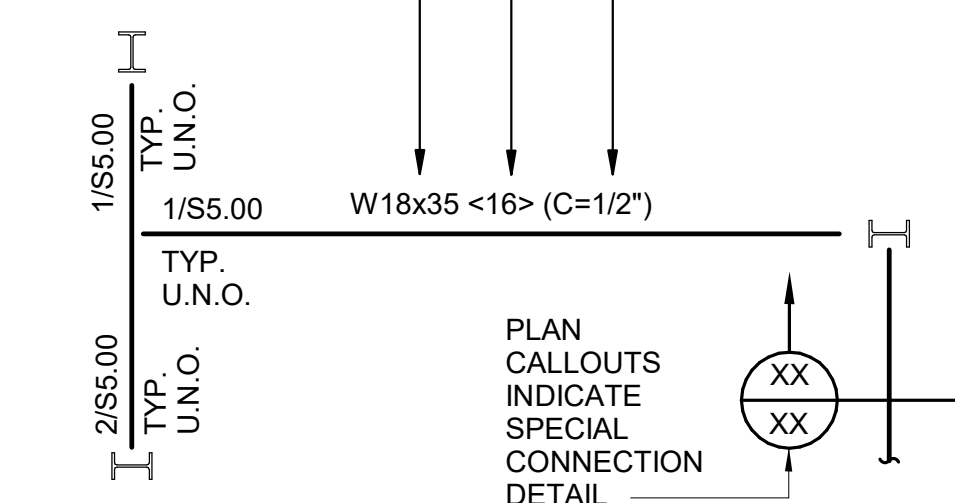 1/S5.00
TYP.
U.N.O.
W18x35 <16> (C=1/2")
1/S5.00
TYP.
U.N.O.
2/S5.00
TYP.
U.N.O.
PLAN
CALLOUTS
INDICATE
SPECIAL
CONNECTION
DETAIL
XX
XX